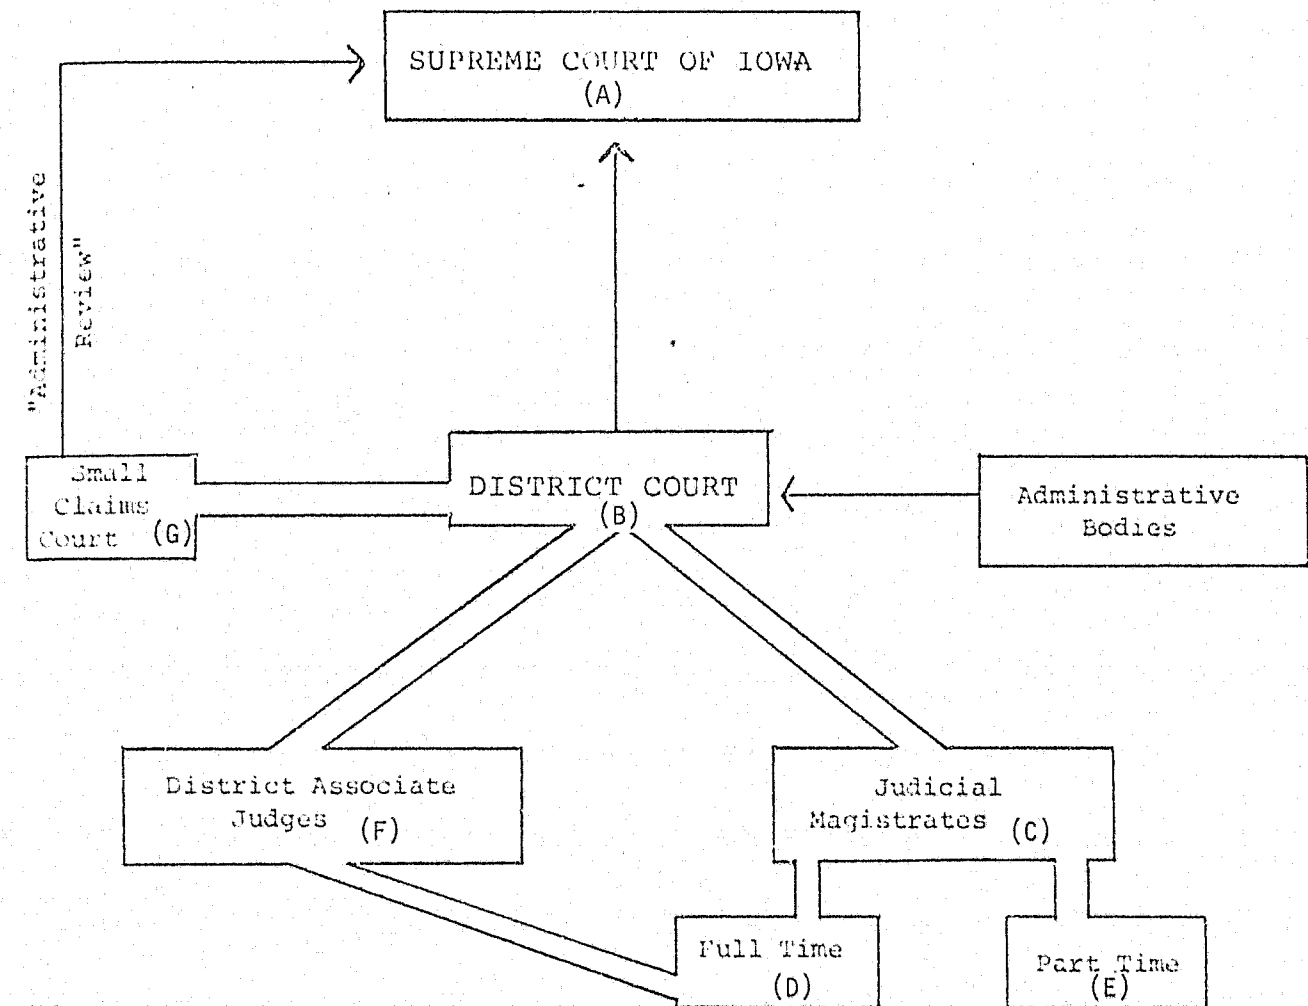 SUPREME COURT OF IOWA
(A)
"Administrative
Review"
Small
Claims
Court (G)
DISTRICT COURT
(B)
Administrative
Bodies
District Associate
Judges (F)
Judicial
Magistrates (C)
Full Time
(D)
Part Time
(E)